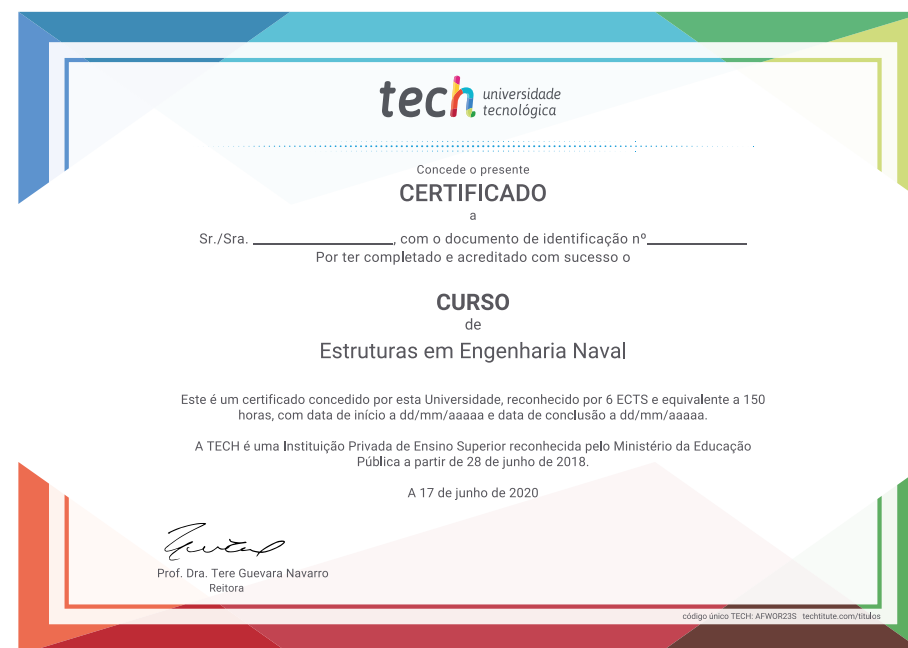 tech universidade
tecnológica
Concede o presente
CERTIFICADO
a
Sr./Sra. ____________________, com o documento de identificação nº______________
Por ter completado e acreditado com sucesso o
CURSO
de
Estruturas em Engenharia Naval
Este é um certificado concedido por esta Universidade, reconhecido por 6 ECTS e equivalente a 150
horas, com data de início a dd/mm/aaaaa e data de conclusão a dd/mm/aaaaa.
A TECH é uma Instituição Privada de Ensino Superior reconhecida pelo Ministério da Educação
Pública a partir de 28 de junho de 2018.
A 17 de junho de 2020
Prof. Dra. Tere Guevara Navarro
Reitora
código único TECH: AFWOR23S techtitute.com/titulos